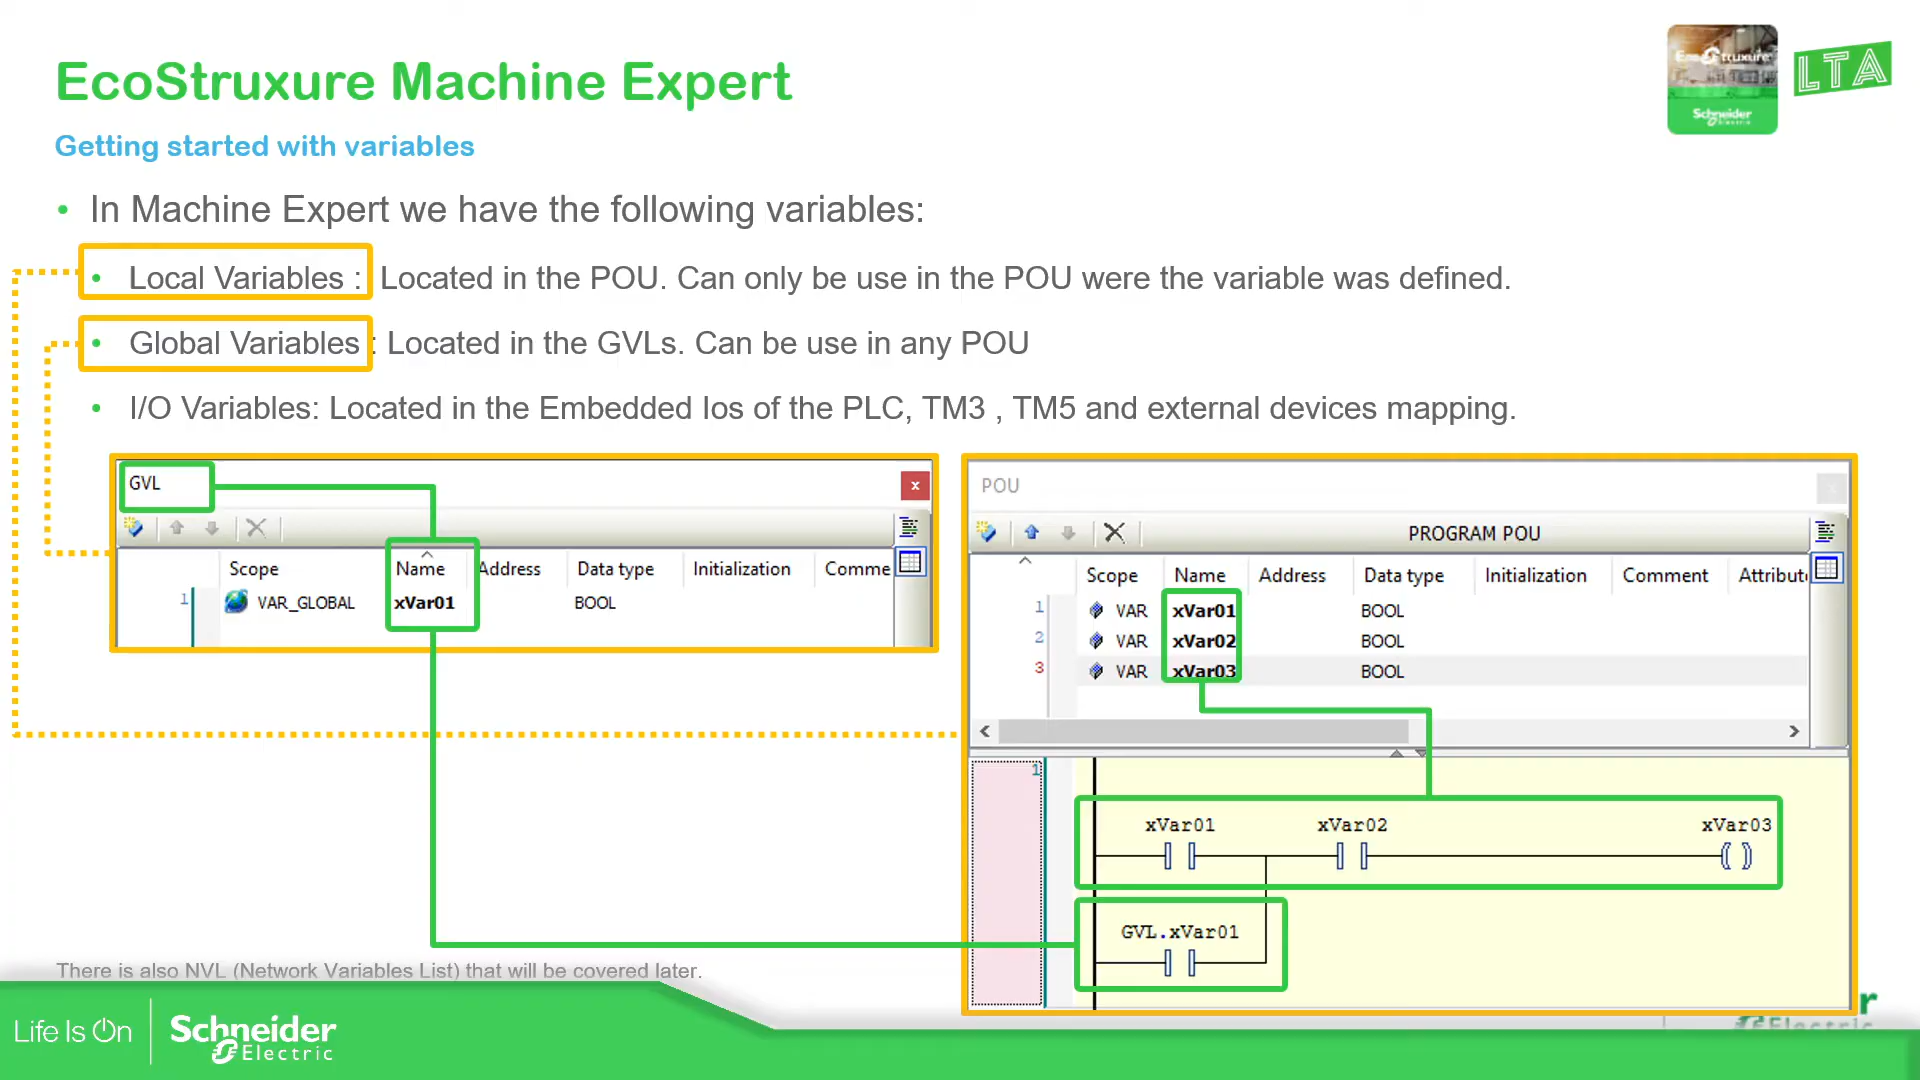 EcoStruxure Machine Expert
EcoStruxure
Schneider
Electric
LTA
Getting started with variables
• In Machine Expert we have the following variables:
• Local Variables : Located in the POU. Can only be use in the POU were the variable was defined.
• Global Variables : Located in the GVLs. Can be use in any POU
• I/O Variables: Located in the Embedded Ios of the PLC, TM3 , TM5 and external devices mapping.
GVL
x
Scope Name Address Data type Initialization Comme
1 VAR_GLOBAL xVar01 BOOL
POU
PROGRAM POU
Scope Name Address Data type Initialization Comment Attribut
1 VAR xVar01 BOOL
2 VAR xVar02 BOOL
3 VAR xVar03 BOOL
1
xVar01 xVar02 xVar03
GVL.xVar01
There is also NVL (Network Variables List) that will be covered later.
Life Is On
Schneider
Electric
r
Electric